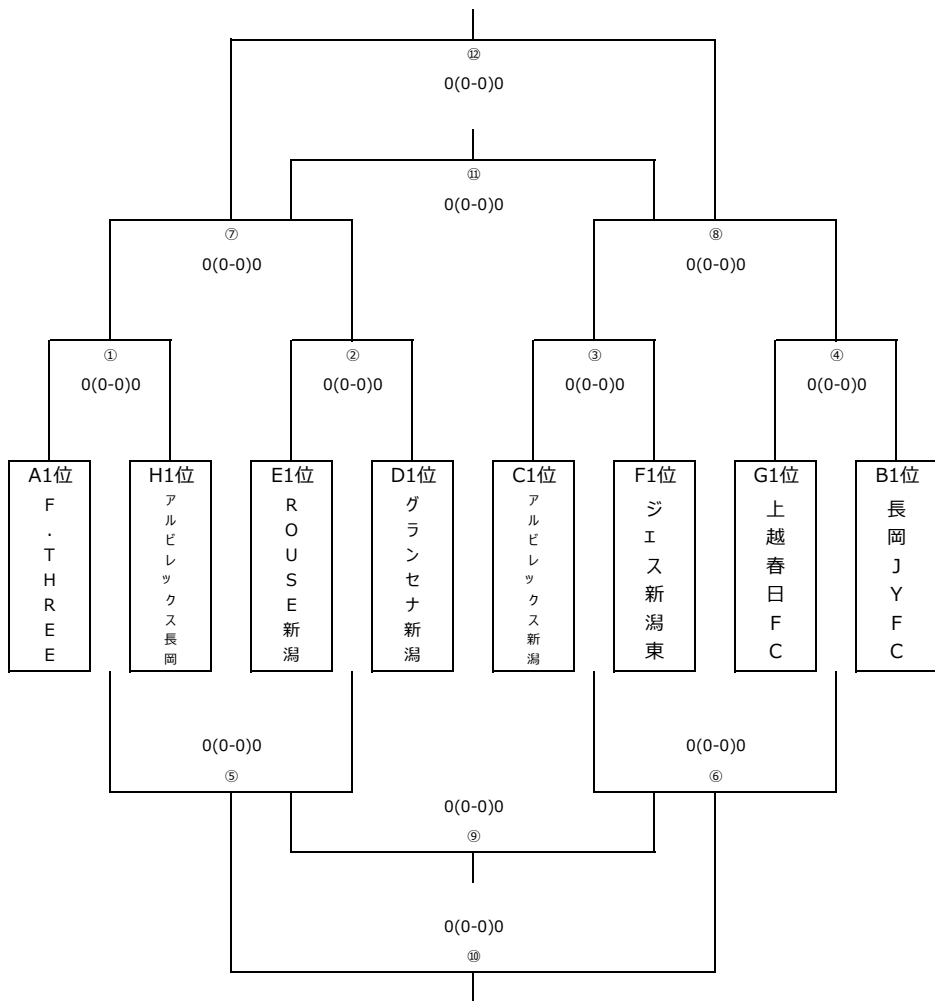 ⑫
0(0-0)0
⑪
0(0-0)0
⑦
0(0-0)0
⑧
0(0-0)0
①
0(0-0)0
②
0(0-0)0
③
0(0-0)0
④
0(0-0)0
A1位
F.THREE
H1位
アルビレックス長岡
E1位
ROUSE新潟
D1位
グランセナ新潟
C1位
アルビレックス新潟
F1位
ジェス新潟東
G1位
上越春日FC
B1位
長岡JYFC
0(0-0)0
⑤
0(0-0)0
⑥
0(0-0)0
⑨
0(0-0)0
⑩